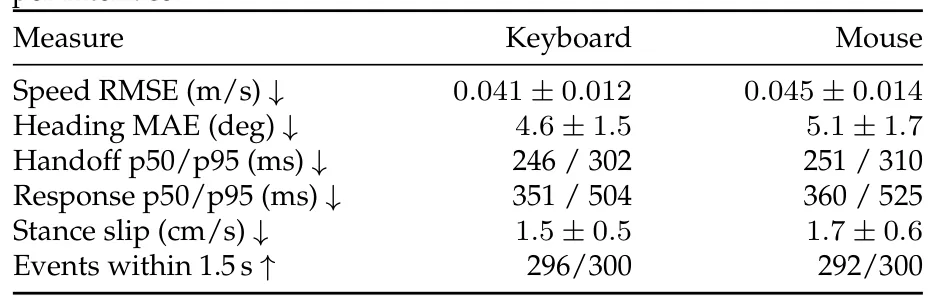 Measure Keyboard Mouse
Speed RMSE (m/s) ↓ 0.041 ± 0.012 0.045 ± 0.014
Heading MAE (deg) ↓ 4.6 ± 1.5 5.1 ± 1.7
Handoff p50/p95 (ms) ↓ 246 / 302 251 / 310
Response p50/p95 (ms) ↓ 351 / 504 360 / 525
Stance slip (cm/s) ↓ 1.5 ± 0.5 1.7 ± 0.6
Events within 1.5 s ↑ 296/300 292/300